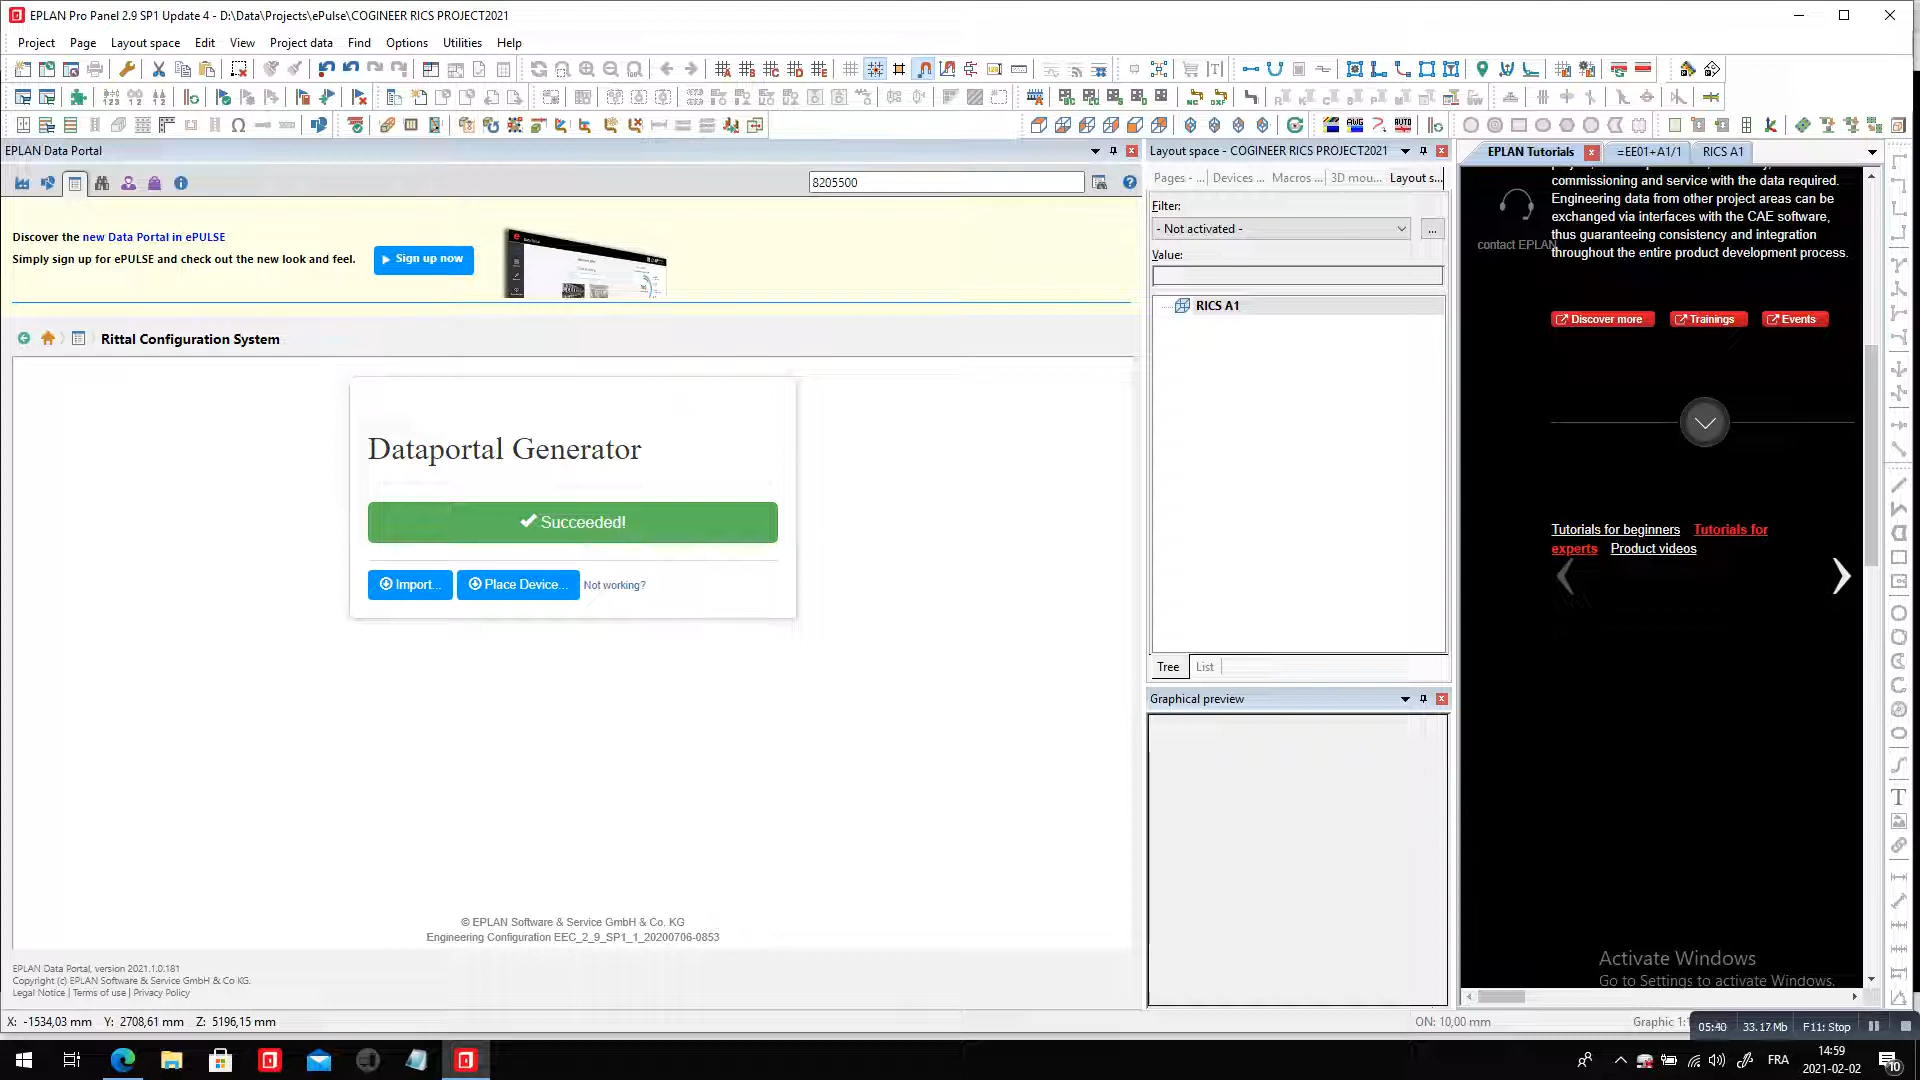 EPLAN Pro Panel 2.9 SP1 Update 4 - D:\Data\Projects\ePulse\COGINEER RICS PROJECT2021
Project Page Layout space Edit View Project data Find Options Utilities Help
EPLAN Data Portal
8205500
Discover the new Data Portal in ePULSE
Simply sign up for ePULSE and check out the new look and feel.
Sign up now
Rittal Configuration System
Dataportal Generator
Succeeded!
Import... Place Device... Not working?
© EPLAN Software & Service GmbH & Co. KG
Engineering Configuration EEC_2_9_SP1_1_20200706-0853
EPLAN Data Portal, version 2021.1.0.181
Copyright (c) EPLAN Software & Service GmbH & Co KG.
Legal Notice | Terms of use | Privacy Policy
Layout space - COGINEER RICS PROJECT2021
Pages - ... Devices ... Macros ... 3D mou... Layout s...
Filter:
- Not activated -
...
Value:
RICS A1
Tree List
Graphical preview
EPLAN Tutorials =EE01+A1/1 RICS A1
contact EPLAN
commissioning and service with the data required.
Engineering data from other project areas can be
exchanged via interfaces with the CAE software,
thus guaranteeing consistency and integration
throughout the entire product development process.
Discover more Trainings Events
Tutorials for beginners Tutorials for
experts Product videos
Activate Windows
Go to Settings to activate Windows.
X: -1534,03 mm Y: 2708,61 mm Z: 5196,15 mm
ON: 10,00 mm
Graphic 1:1
05:40 33.17 Mb F11: Stop
FRA
14:59
2021-02-02
10